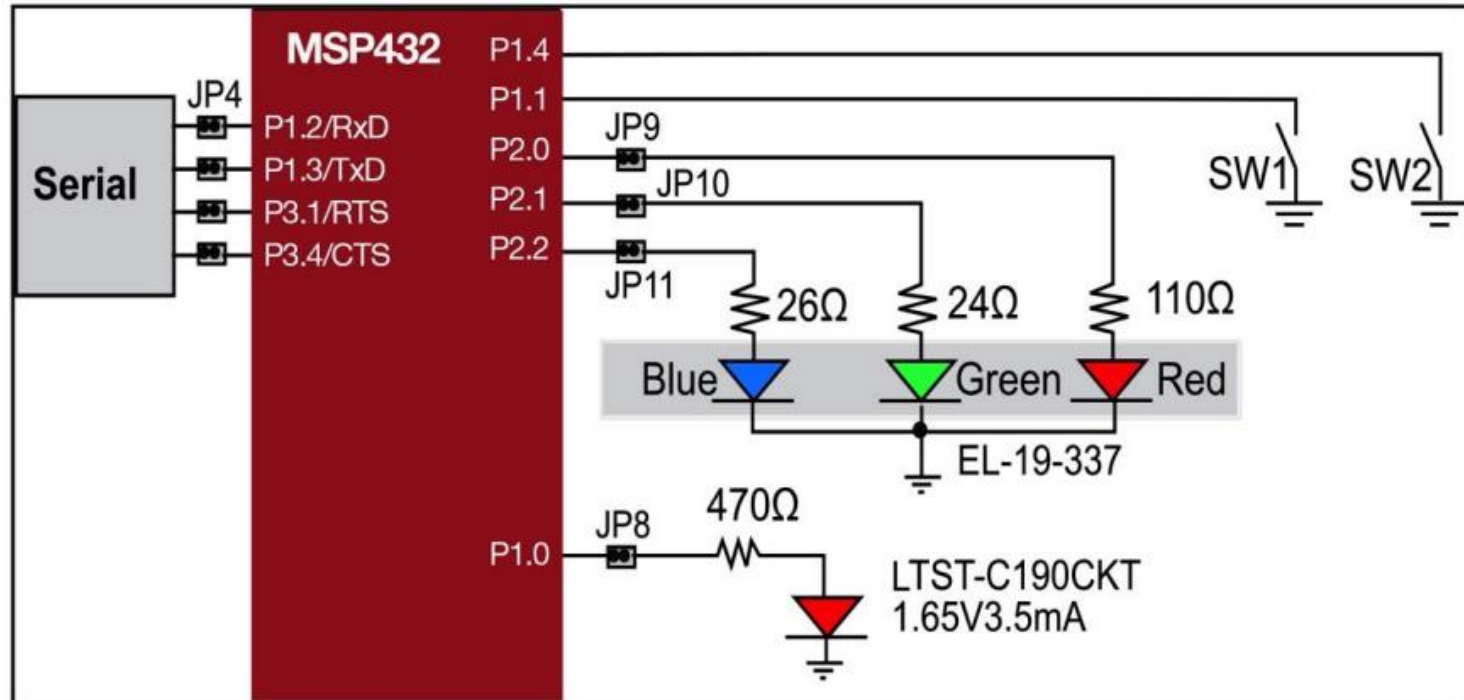 MSP432
P1.4
P1.1
P2.0
P2.1
P2.2
P1.0
JP4
P1.2/RxD
P1.3/TxD
P3.1/RTS
P3.4/CTS
Serial
JP9
JP10
JP11
SW1
SW2
26Ω
24Ω
110Ω
Blue
Green
Red
EL-19-337
JP8
470Ω
LTST-C190CKT
1.65V3.5mA